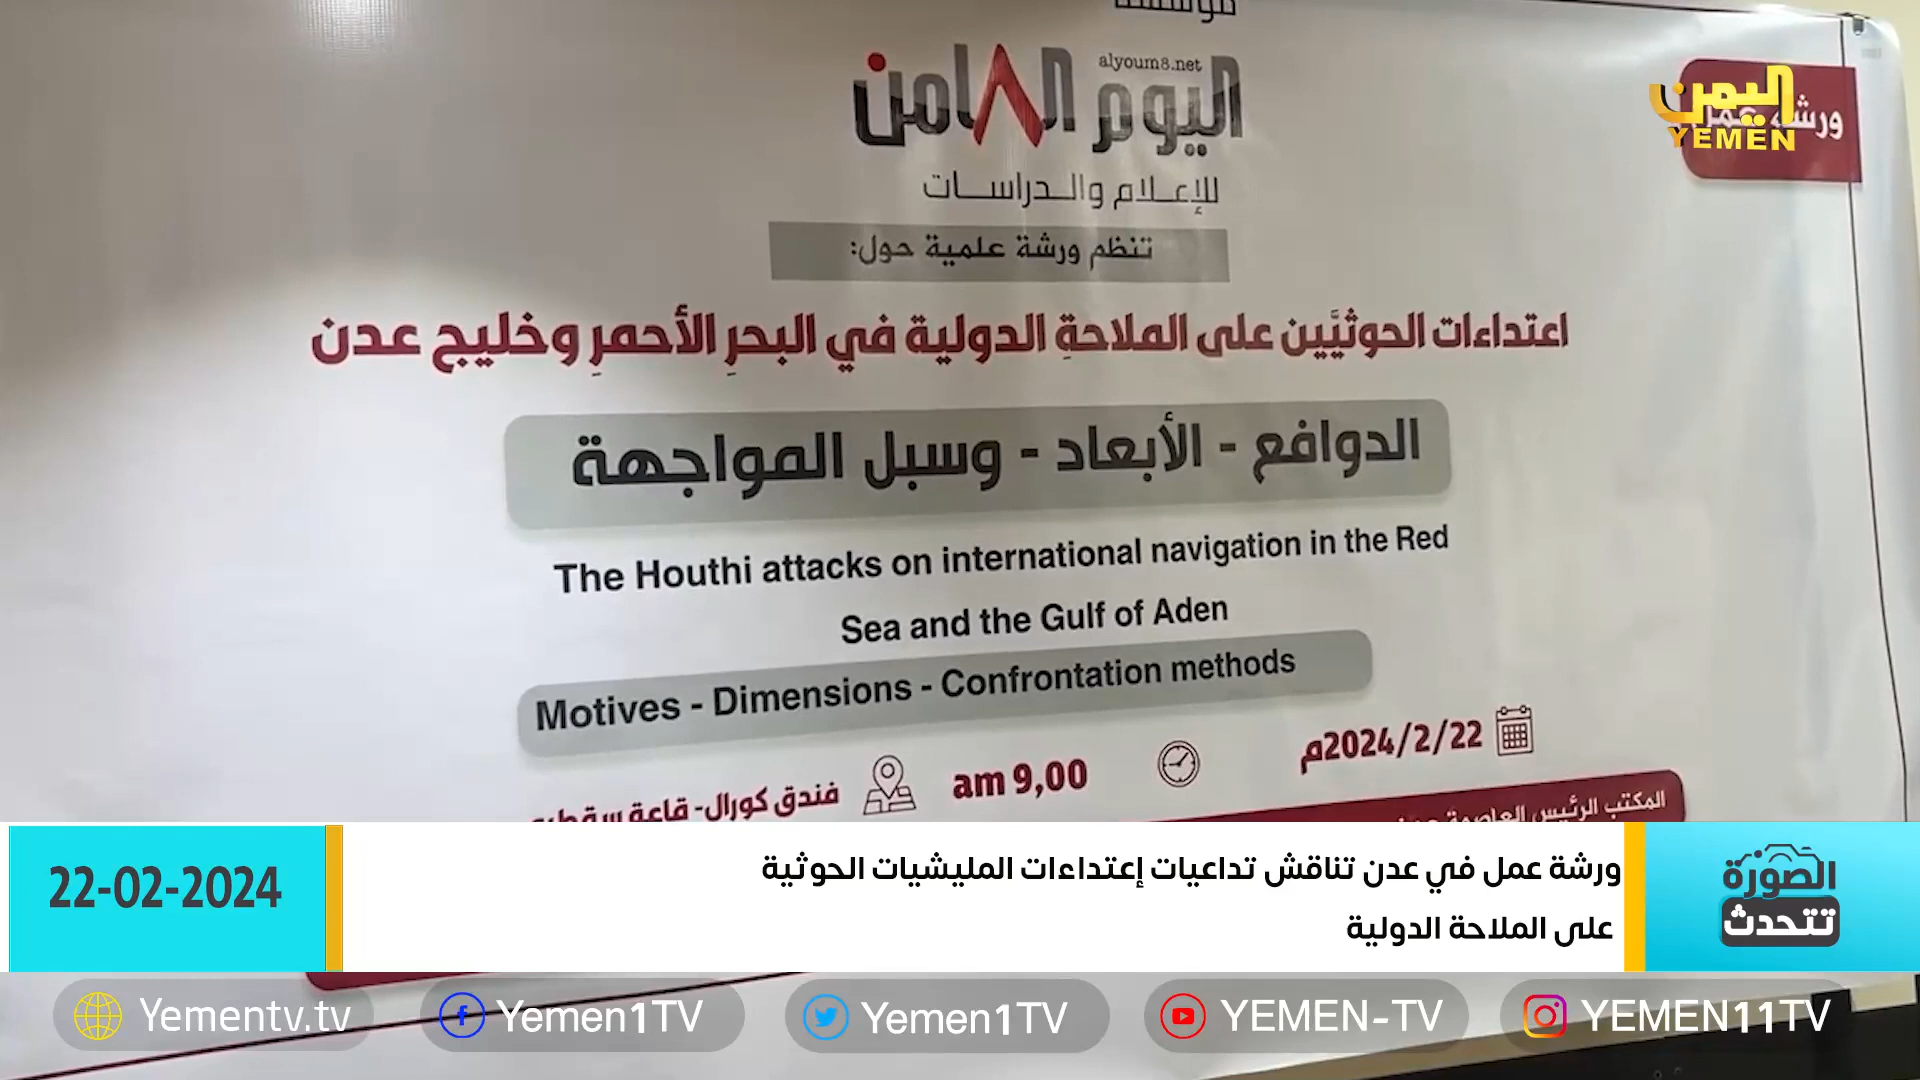 مؤسسة
alyoum8.net
اليوم الثامن
للإعلام والدراسات
اليمن
YEMEN
ورشة عمل
تنظم ورشة علمية حول:
اعتداءات الحوثيَّين على الملاحةِ الدولية في البحرِ الأحمرِ وخليج عدن
الدوافع - الأبعاد - وسبل المواجهة
The Houthi attacks on international navigation in the Red
Sea and the Gulf of Aden
Motives - Dimensions - Confrontation methods
2024/2/22م
am 9,00
فندق كورال- قاعة سقطرى
المكتب الرئيس العاصمة
الصورة
تتحدث
ورشة عمل في عدن تناقش تداعيات إعتداءات المليشيات الحوثية
على الملاحة الدولية
22-02-2024
Yementv.tv
Yemen1TV
Yemen1TV
YEMEN-TV
YEMEN11TV